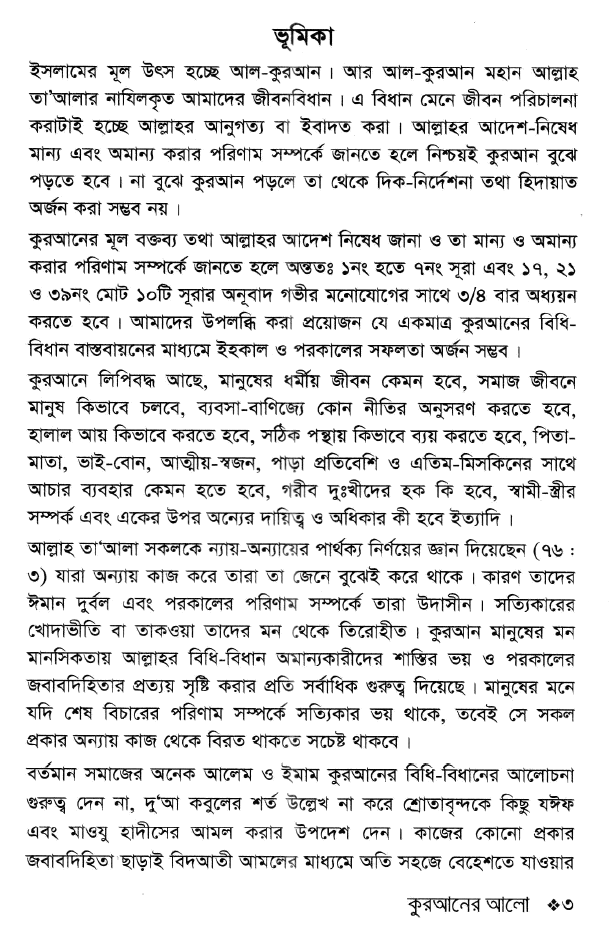 ভূমিকা
ইসলামের মূল উৎস হচ্ছে আল-কুরআন। আর আল-কুরআন মহান আল্লাহ
তা'আলার নাযিলকৃত আমাদের জীবনবিধান। এ বিধান মেনে জীবন পরিচালনা
করাটাই হচ্ছে আল্লাহর আনুগত্য বা ইবাদত করা। আল্লাহর আদেশ-নিষেধ
মান্য এবং অমান্য করার পরিণাম সম্পর্কে জানতে হলে নিশ্চয়ই কুরআন বুঝে
পড়তে হবে। না বুঝে কুরআন পড়লে তা থেকে দিক-নির্দেশনা তথা হিদায়াত
অর্জন করা সম্ভব নয়।
কুরআনের মূল বক্তব্য তথা আল্লাহর আদেশ নিষেধ জানা ও তা মান্য ও অমান্য
করার পরিণাম সম্পর্কে জানতে হলে অন্ততঃ ১নং হতে ৭নং সূরা এবং ১৭, ২১
ও ৩৯নং মোট ১০টি সূরার অনুবাদ গভীর মনোযোগের সাথে ৩/৪ বার অধ্যয়ন
করতে হবে। আমাদের উপলব্ধি করা প্রয়োজন যে একমাত্র কুরআনের বিধি-
বিধান বাস্তবায়নের মাধ্যমে ইহকাল ও পরকালের সফলতা অর্জন সম্ভব।
কুরআনে লিপিবদ্ধ আছে, মানুষের ধর্মীয় জীবন কেমন হবে, সমাজ জীবনে
মানুষ কিভাবে চলবে, ব্যবসা-বাণিজ্যে কোন নীতির অনুসরণ করতে হবে,
হালাল আয় কিভাবে করতে হবে, সঠিক পন্থায় কিভাবে ব্যয় করতে হবে, পিতা-
মাতা, ভাই-বোন, আত্মীয়-স্বজন, পাড়া প্রতিবেশি ও এতিম-মিসকিনের সাথে
আচার ব্যবহার কেমন হতে হবে, গরীব দুঃখীদের হক কি হবে, স্বামী-স্ত্রীর
সম্পর্ক এবং একের উপর অন্যের দায়িত্ব ও অধিকার কী হবে ইত্যাদি।
আল্লাহ তা'আলা সকলকে ন্যায়-অন্যায়ের পার্থক্য নির্ণয়ের জ্ঞান দিয়েছেন (৭৬ :
৩) যারা অন্যায় কাজ করে তারা তা জেনে বুঝেই করে থাকে। কারণ তাদের
ঈমান দুর্বল এবং পরকালের পরিণাম সম্পর্কে তারা উদাসীন। সত্যিকারের
খোদাভীতি বা তাকওয়া তাদের মন থেকে তিরোহীত। কুরআন মানুষের মন
মানসিকতায় আল্লাহর বিধি-বিধান অমান্যকারীদের শাস্তির ভয় ও পরকালের
জবাবদিহিতার প্রত্যয় সৃষ্টি করার প্রতি সর্বাধিক গুরুত্ব দিয়েছে। মানুষের মনে
যদি শেষ বিচারের পরিণাম সম্পর্কে সত্যিকার ভয় থাকে, তবেই সে সকল
প্রকার অন্যায় কাজ থেকে বিরত থাকতে সচেষ্ট থাকবে।
বর্তমান সমাজের অনেক আলেম ও ইমাম কুরআনের বিধি-বিধানের আলোচনা
গুরুত্ব দেন না, দু'আ কবুলের শর্ত উল্লেখ না করে শ্রোতাবৃন্দকে কিছু যঈফ
এবং মাওযু হাদীসের আমল করার উপদেশ দেন। কাজের কোনো প্রকার
জবাবদিহিতা ছাড়াই বিদআতী আমলের মাধ্যমে অতি সহজে বেহেশতে যাওয়ার
কুরআনের আলো ❖৩